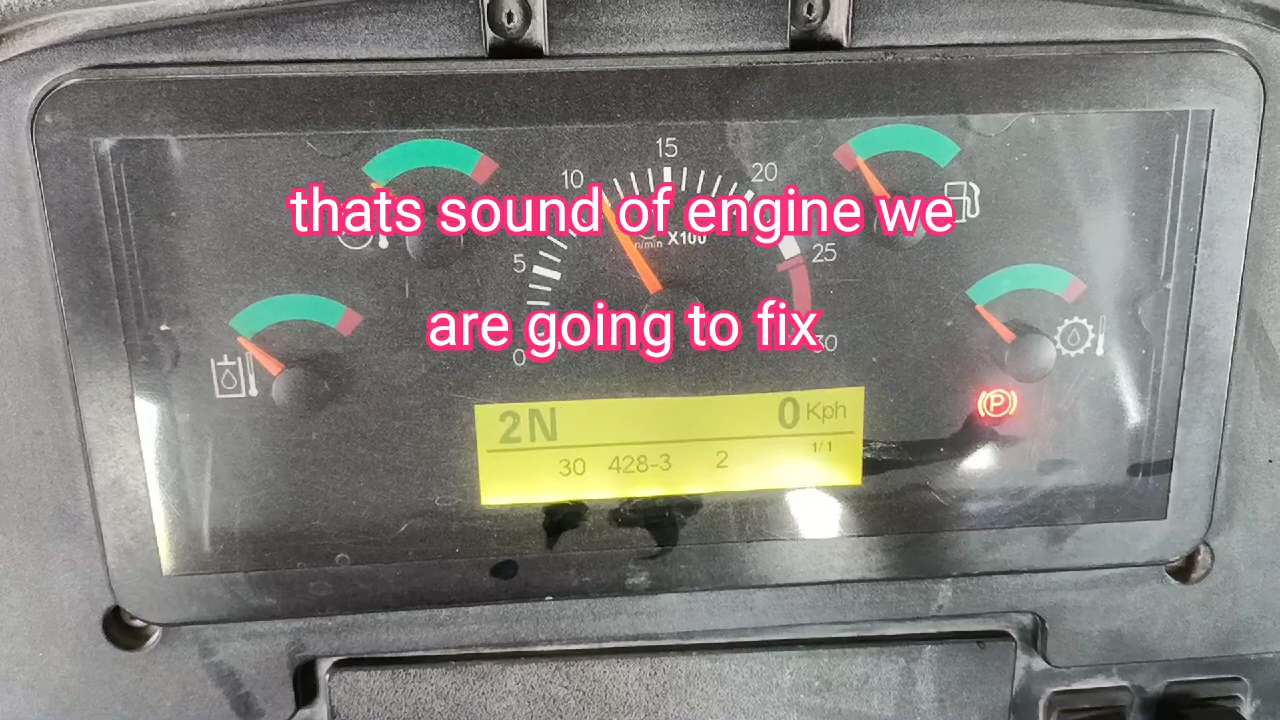 15
10
20
thats sound of engine we
r/min X100
5
25
are going to fix
0
30
2N
0 Kph
30 428-3 2
1/1
P